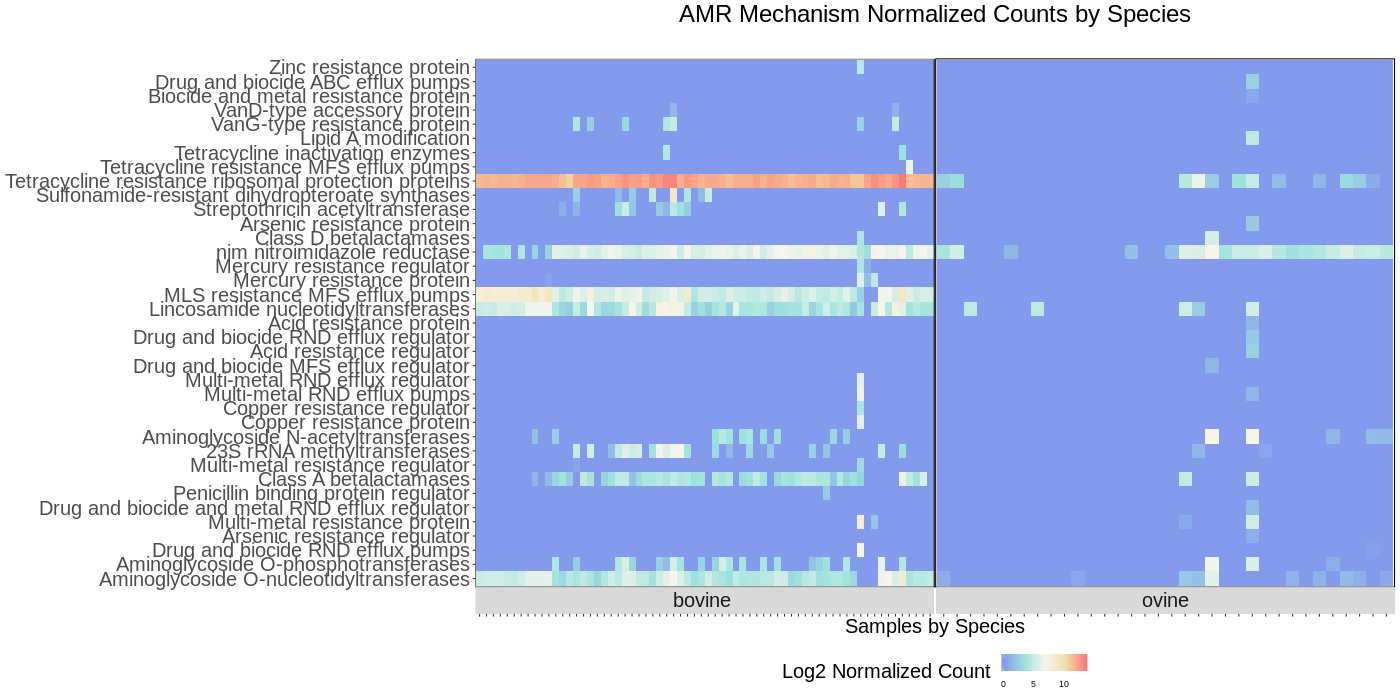 AMR Mechanism Normalized Counts by Species
Zinc resistance protein
Drug and biocide ABC efflux pumps
Biocide and metal resistance protein
VanD-type accessory protein
VanG-type resistance protein
Lipid A modification
Tetracycline inactivation enzymes
Tetracycline resistance MFS efflux pumps
Tetracycline resistance ribosomal protection proteins
Sulfonamide-resistant dihydropteroate synthases
Streptothricin acetyltransferase
Arsenic resistance protein
Class D betalactamases
nim nitroimidazole reductase
Mercury resistance regulator
Mercury resistance protein
MLS resistance MFS efflux pumps
Lincosamide nucleotidyltransferases
Acid resistance protein
Drug and biocide RND efflux regulator
Acid resistance regulator
Drug and biocide MFS efflux regulator
Multi-metal RND efflux regulator
Multi-metal RND efflux pumps
Copper resistance regulator
Copper resistance protein
Aminoglycoside N-acetyltransferases
23S rRNA methyltransferases
Multi-metal resistance regulator
Class A betalactamases
Penicillin binding protein regulator
Drug and biocide and metal RND efflux regulator
Multi-metal resistance protein
Arsenic resistance regulator
Drug and biocide RND efflux pumps
Aminoglycoside O-phosphotransferases
Aminoglycoside O-nucleotidyltransferases
bovine ovine
Samples by Species
Log2 Normalized Count
0 5 10